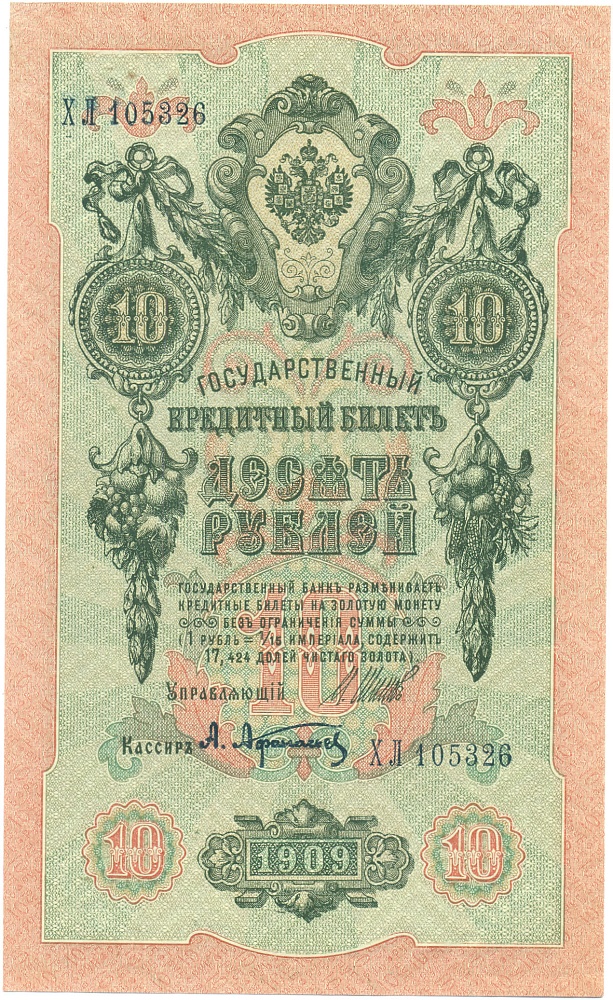 ХЛ 105326
10 10
ГОСУДАРСТВЕННЫЙ
КРЕДИТНЫЙ БИЛЕТЪ
ДЕСЯТЬ
РУБЛЕЙ
ГОСУДАРСТВЕННЫЙ БАНКЪ РАЗМѢНИВАЕТЪ
КРЕДИТНЫЕ БИЛЕТЫ НА ЗОЛОТУЮ МОНЕТУ
БЕЗЪ ОГРАНИЧЕНІЯ СУММЫ
(1 РУБЛЬ = 1/15 ИМПЕРІАЛА, СОДЕРЖИТЪ
17,424 ДОЛЕЙ ЧИСТАГО ЗОЛОТА).
10
УПРАВЛЯЮЩІЙ
КАССИРЪ А. Афанасьев ХЛ 105326
10 1909 10